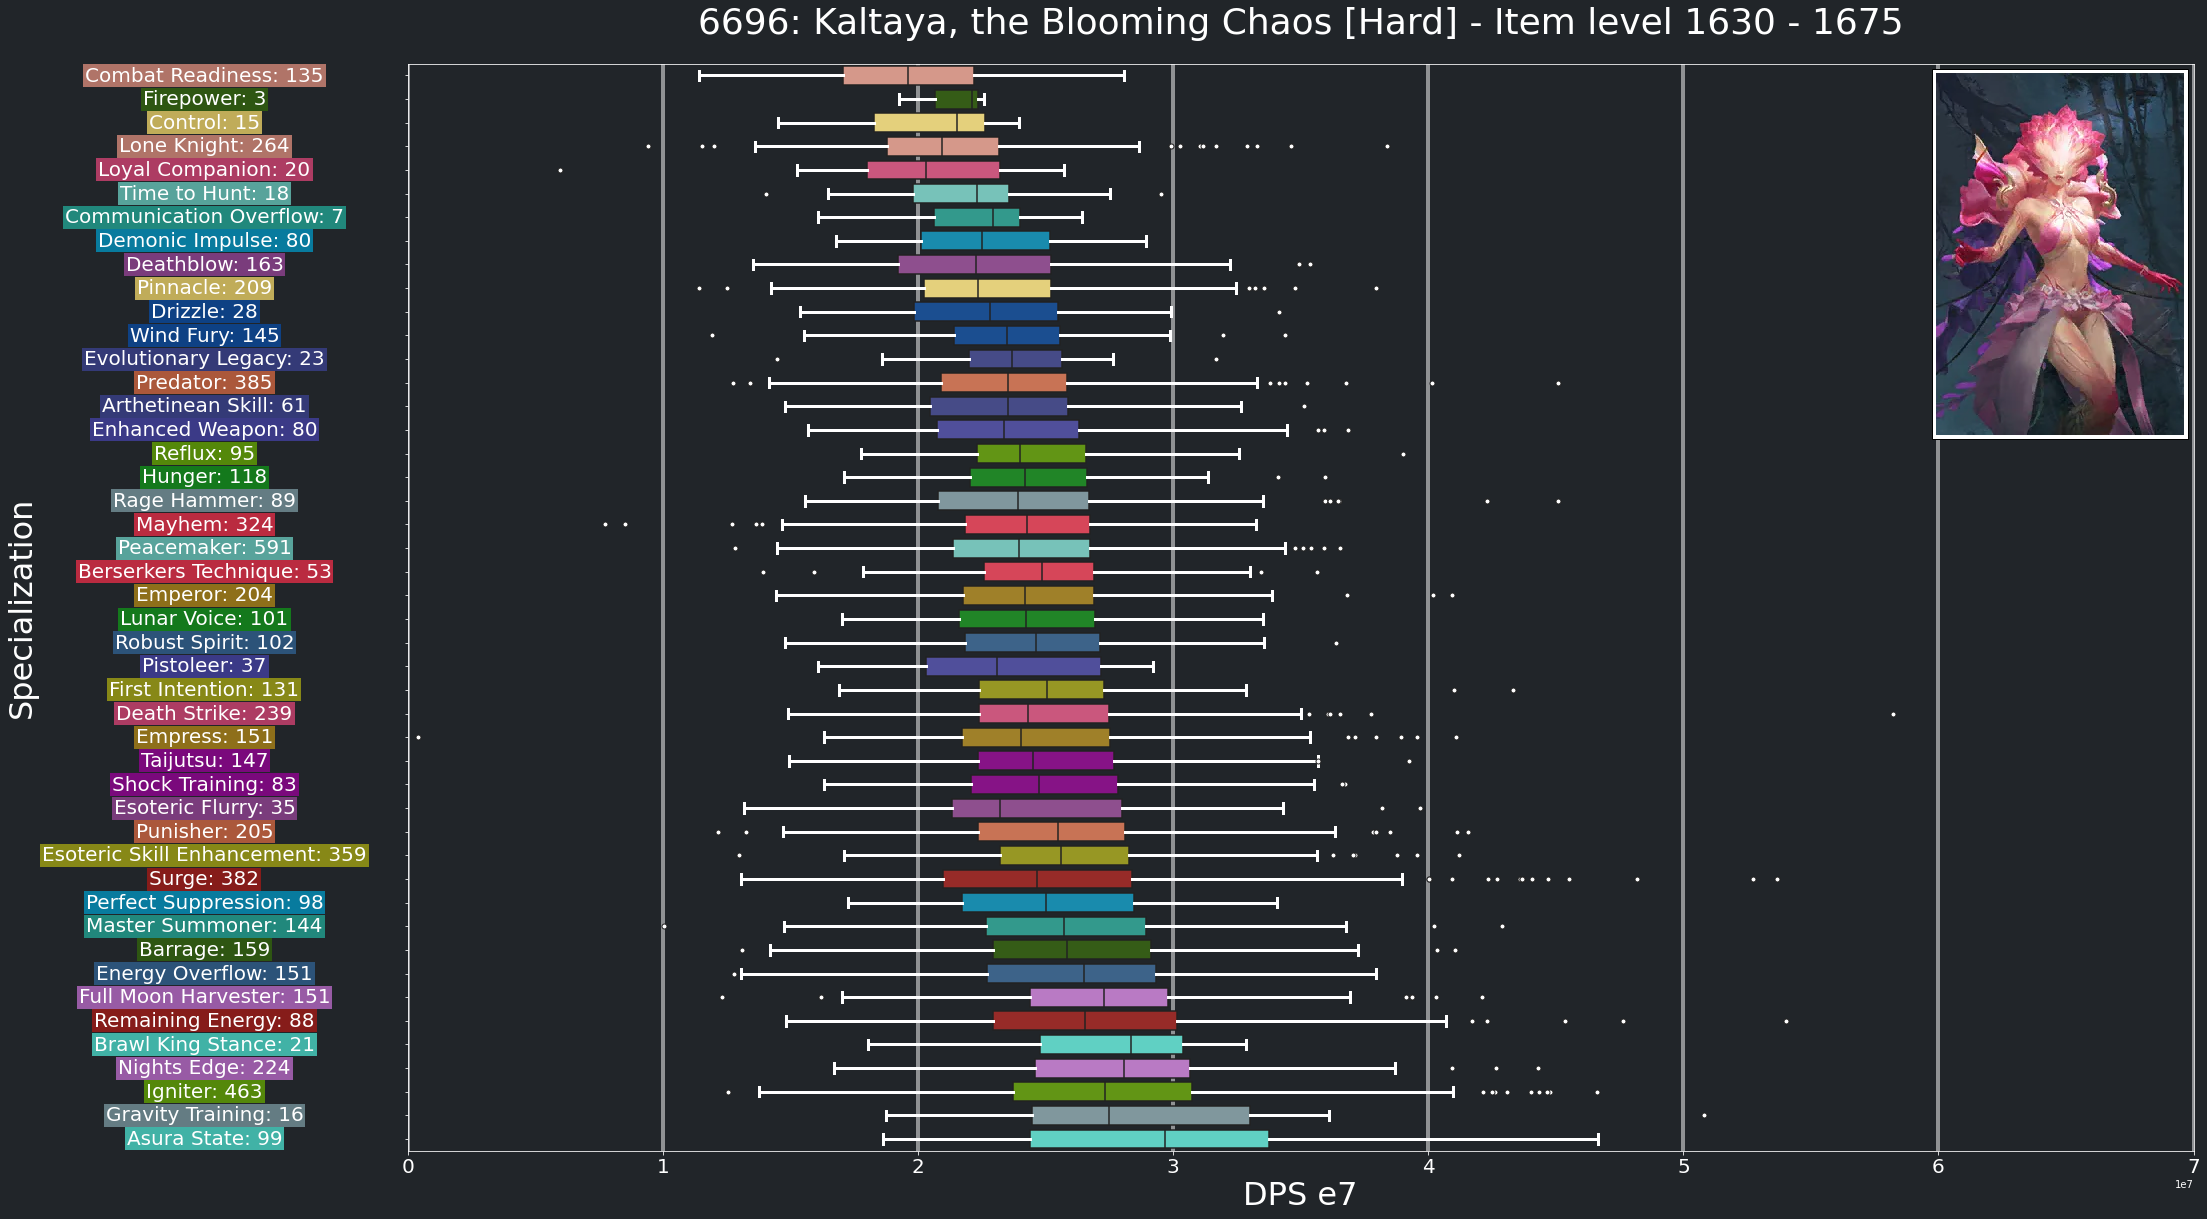 6696: Kaltaya, the Blooming Chaos [Hard] - Item level 1630 - 1675
Specialization
Combat Readiness: 135
Firepower: 3
Control: 15
Lone Knight: 264
Loyal Companion: 20
Time to Hunt: 18
Communication Overflow: 7
Demonic Impulse: 80
Deathblow: 163
Pinnacle: 209
Drizzle: 28
Wind Fury: 145
Evolutionary Legacy: 23
Predator: 385
Arthetinean Skill: 61
Enhanced Weapon: 80
Reflux: 95
Hunger: 118
Rage Hammer: 89
Mayhem: 324
Peacemaker: 591
Berserkers Technique: 53
Emperor: 204
Lunar Voice: 101
Robust Spirit: 102
Pistoleer: 37
First Intention: 131
Death Strike: 239
Empress: 151
Taijutsu: 147
Shock Training: 83
Esoteric Flurry: 35
Punisher: 205
Esoteric Skill Enhancement: 359
Surge: 382
Perfect Suppression: 98
Master Summoner: 144
Barrage: 159
Energy Overflow: 151
Full Moon Harvester: 151
Remaining Energy: 88
Brawl King Stance: 21
Nights Edge: 224
Igniter: 463
Gravity Training: 16
Asura State: 99
0 1 2 3 4 5 6 7
1e7
DPS e7